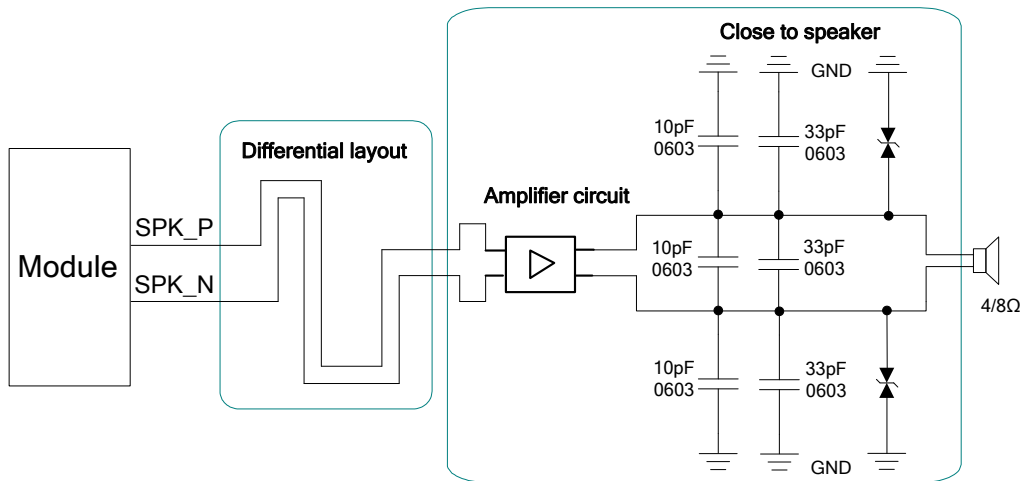 Close to speaker
GND
10pF
0603
33pF
0603
Differential layout
Amplifier circuit
SPK_P
Module
SPK_N
10pF
0603
33pF
0603
4/8Ω
10pF
0603
33pF
0603
GND